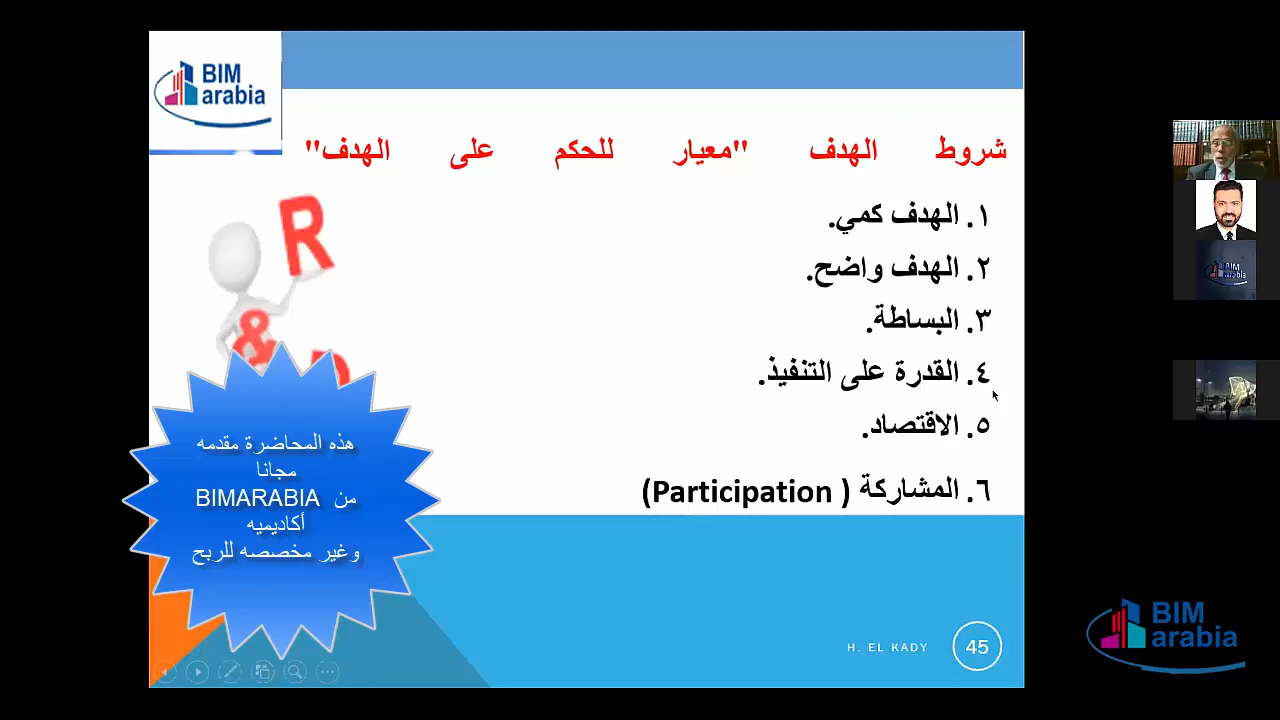 BIM
arabia
شروط الهدف "معيار للحكم على الهدف"
١. الهدف كمي.
٢. الهدف واضح.
٣. البساطة.
٤. القدرة على التنفيذ.
٥. الاقتصاد.
٦. المشاركة ( Participation)
R
&
هذه المحاضرة مقدمه
مجانا
من BIMARABIA
أكاديميه
وغير مخصصه للربح
H. EL KADY
45
BIM
arabia
BIM
arabia